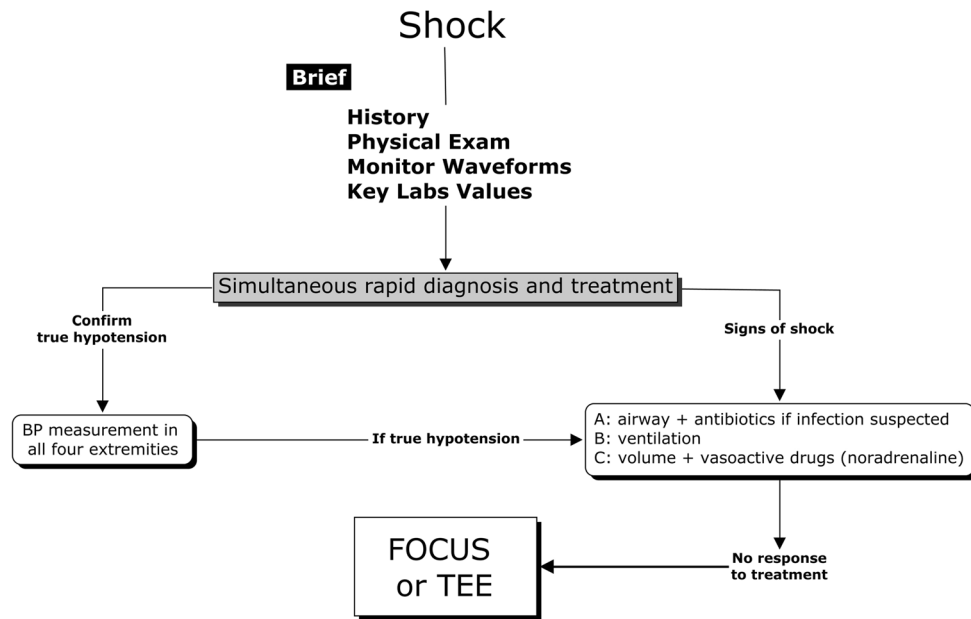 Shock
Brief
History
Physical Exam
Monitor Waveforms
Key Labs Values
Simultaneous rapid diagnosis and treatment
Confirm
true hypotension
Signs of shock
BP measurement in
all four extremities
If true hypotension
A: airway + antibiotics if infection suspected
B: ventilation
C: volume + vasoactive drugs (noradrenaline)
No response
to treatment
FOCUS
or TEE